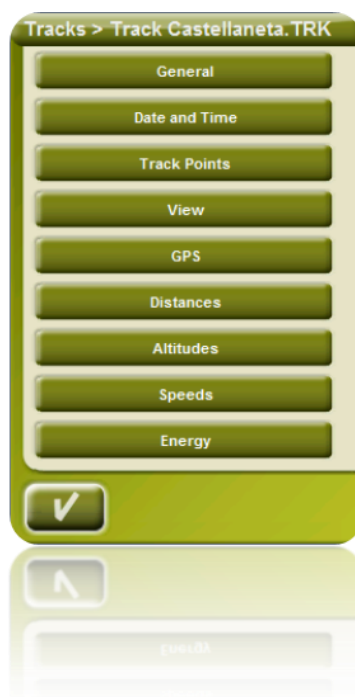 Tracks > Track Castellaneta.TRK
General
Date and Time
Track Points
View
GPS
Distances
Altitudes
Speeds
Energy